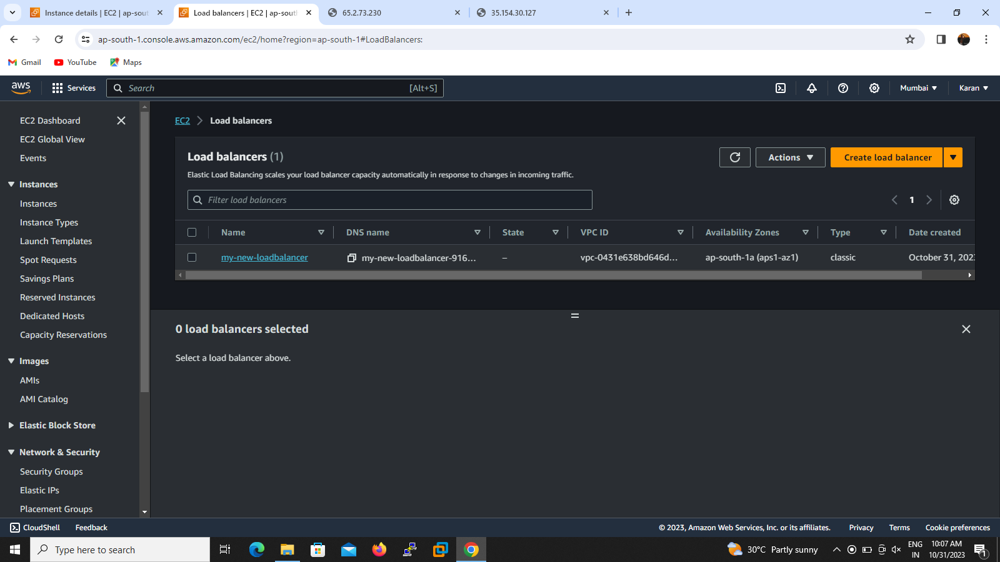 Instance details | EC2 | ap-sout
Load balancers | EC2 | ap-south
65.2.73.230
35.154.30.127
ap-south-1.console.aws.amazon.com/ec2/home?region=ap-south-1#LoadBalancers:
Gmail
YouTube
Maps
aws
Services
Search
[Alt+S]
Mumbai
Karan
EC2 Dashboard
EC2 Global View
Events
Instances
Instances
Instance Types
Launch Templates
Spot Requests
Savings Plans
Reserved Instances
Dedicated Hosts
Capacity Reservations
Images
AMIs
AMI Catalog
Elastic Block Store
Network & Security
Security Groups
Elastic IPs
Placement Groups
EC2 > Load balancers
Load balancers (1)
Elastic Load Balancing scales your load balancer capacity automatically in response to changes in incoming traffic.
Actions
Create load balancer
Filter load balancers
1
Name DNS name State VPC ID Availability Zones Type Date created
my-new-loadbalancer my-new-loadbalancer-916... – vpc-0431e638bd646d... ap-south-1a (aps1-az1) classic October 31, 202
0 load balancers selected
Select a load balancer above.
CloudShell
Feedback
© 2023, Amazon Web Services, Inc. or its affiliates.
Privacy
Terms
Cookie preferences
Type here to search
30°C Partly sunny
ENG
IN
10:07 AM
10/31/2023
1